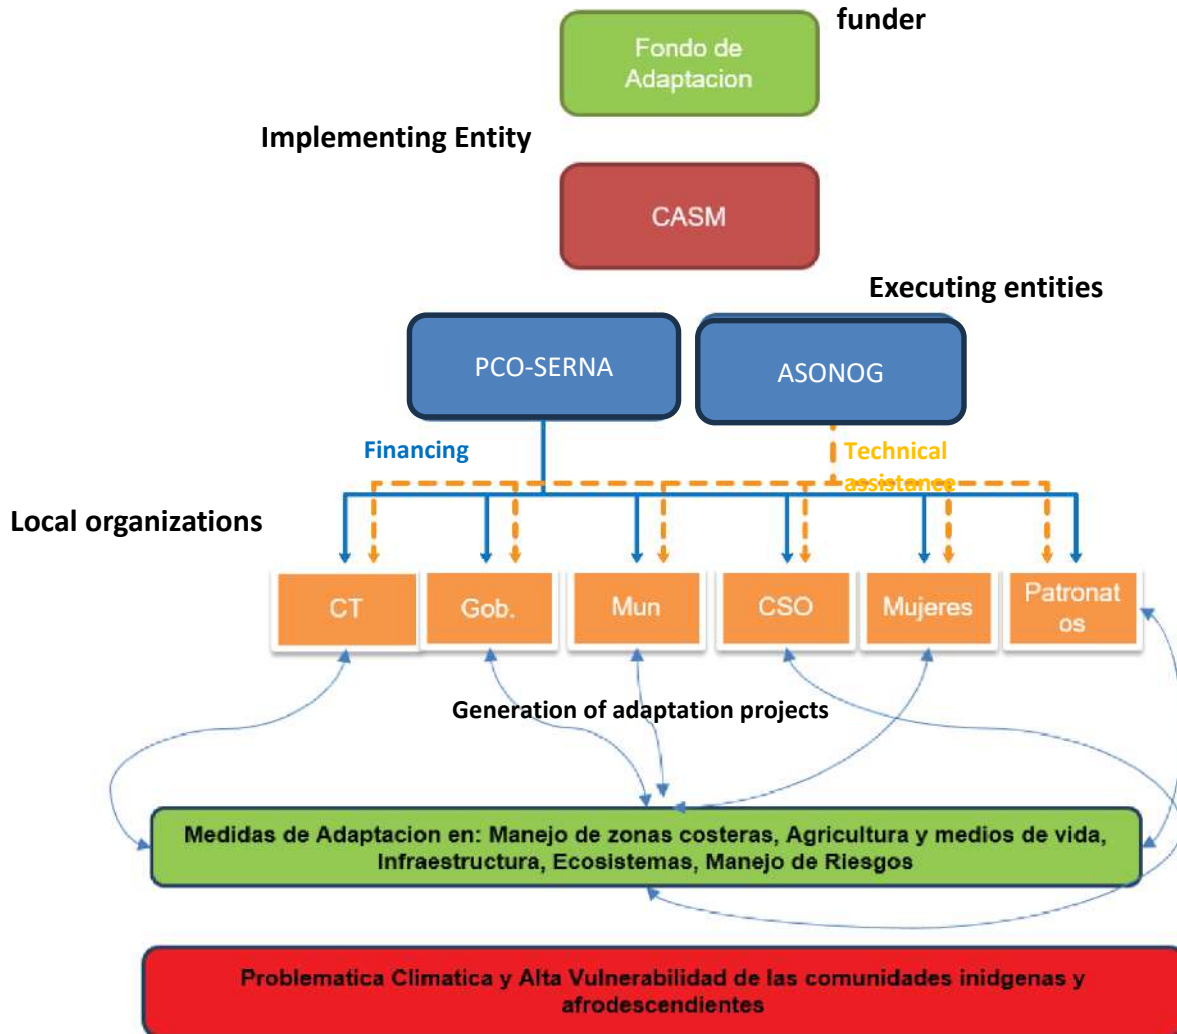 funder
Fondo de
Adaptacion
Implementing Entity
CASM
Executing entities
PCO-SERNA
ASONOG
Financing
Technical
assistance
Local organizations
CT
Gob.
Mun
CSO
Mujeres
Patronat
os
Generation of adaptation projects
Medidas de Adaptacion en: Manejo de zonas costeras, Agricultura y medios de vida,
Infraestructura, Ecosistemas, Manejo de Riesgos
Problematica Climatica y Alta Vulnerabilidad de las comunidades inidgenas y
afrodescendientes